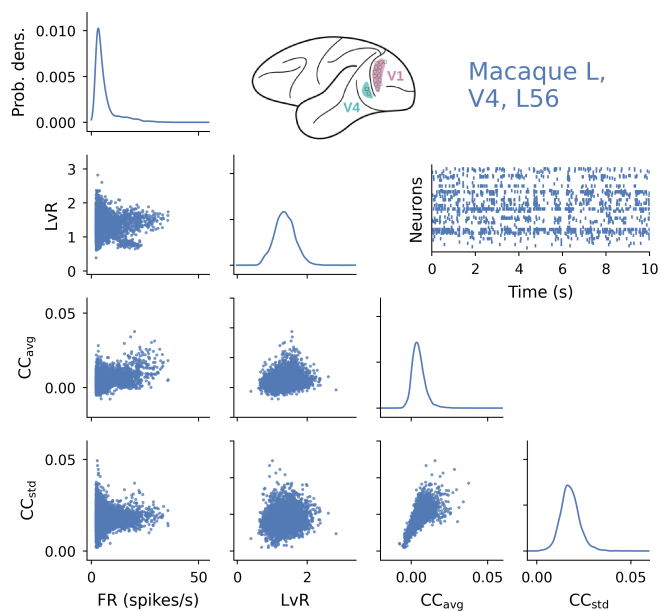 Prob. dens.
0.010
0.005
0.000
V1
V4
Macaque L,
V4, L56
LvR
3
2
1
0
Neurons
0 2 4 6 8 10
Time (s)
CCavg
0.05
0.00
CCstd
0.05
0.00
0 50
0 2
0.00 0.05
0.00 0.05
FR (spikes/s)
LvR
CCavg
CCstd